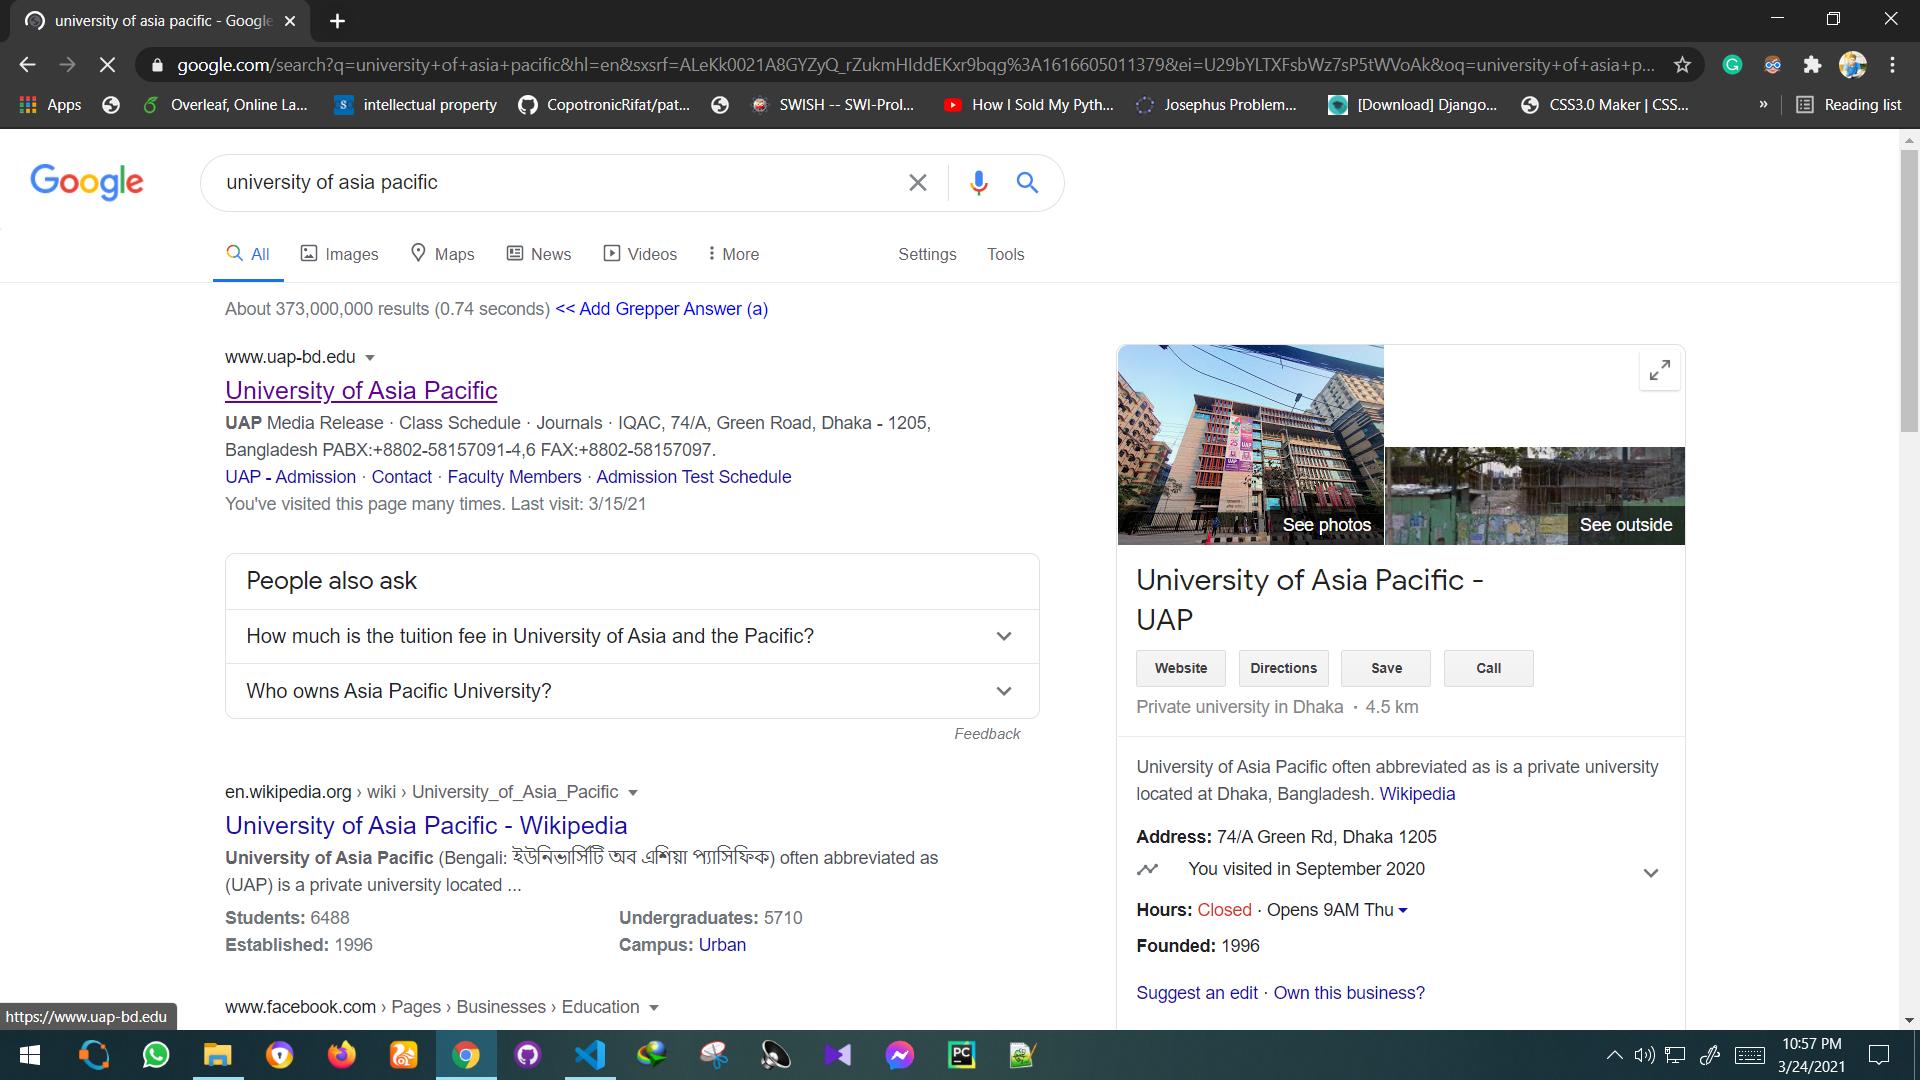 university of asia pacific - Google
google.com/search?q=university+of+asia+pacific&hl=en&sxsrf=ALeKk0021A8GYZyQ_rZukmHIddEKxr9bqg%3A1616605011379&ei=U29bYLTXFsbWz7sP5tWVoAk&oq=university+of+asia+p...
Apps Overleaf, Online La... intellectual property CopotronicRifat/pat... SWISH -- SWI-Prol... How I Sold My Pyth... Josephus Problem... [Download] Django... CSS3.0 Maker | CSS... » Reading list
Google university of asia pacific
All Images Maps News Videos More Settings Tools
About 373,000,000 results (0.74 seconds) << Add Grepper Answer (a)
www.uap-bd.edu
University of Asia Pacific
UAP Media Release · Class Schedule · Journals · IQAC, 74/A, Green Road, Dhaka - 1205,
Bangladesh PABX:+8802-58157091-4,6 FAX:+8802-58157097.
UAP - Admission · Contact · Faculty Members · Admission Test Schedule
You've visited this page many times. Last visit: 3/15/21
People also ask
How much is the tuition fee in University of Asia and the Pacific?
Who owns Asia Pacific University?
Feedback
en.wikipedia.org › wiki › University_of_Asia_Pacific
University of Asia Pacific - Wikipedia
University of Asia Pacific (Bengali: ইউনিভার্সিটি অব এশিয়া প্যাসিফিক) often abbreviated as
(UAP) is a private university located ...
Students: 6488 Undergraduates: 5710
Established: 1996 Campus: Urban
www.facebook.com › Pages › Businesses › Education
https://www.uap-bd.edu
See photos See outside
University of Asia Pacific -
UAP
Website Directions Save Call
Private university in Dhaka · 4.5 km
University of Asia Pacific often abbreviated as is a private university
located at Dhaka, Bangladesh. Wikipedia
Address: 74/A Green Rd, Dhaka 1205
You visited in September 2020
Hours: Closed · Opens 9AM Thu
Founded: 1996
Suggest an edit · Own this business?
PC
10:57 PM
3/24/2021